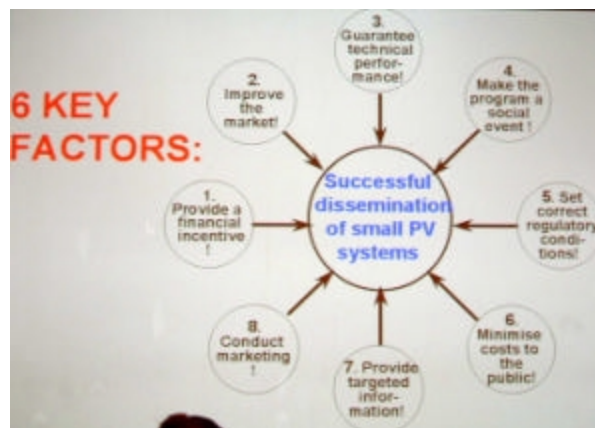 6 KEY
FACTORS:
1.
Provide a
financial
incentive
!
2.
Improve
the
market!
3.
Guarantee
technical
perfor-
mance!
4.
Make the
program a
social
event !
5. Set
correct
regulatory
condi-
tions!
6.
Minimise
costs to
the
public!
7. Provide
targeted
infor-
mation!
8.
Conduct
marketing
!
Successful
dissemination
of small PV
systems